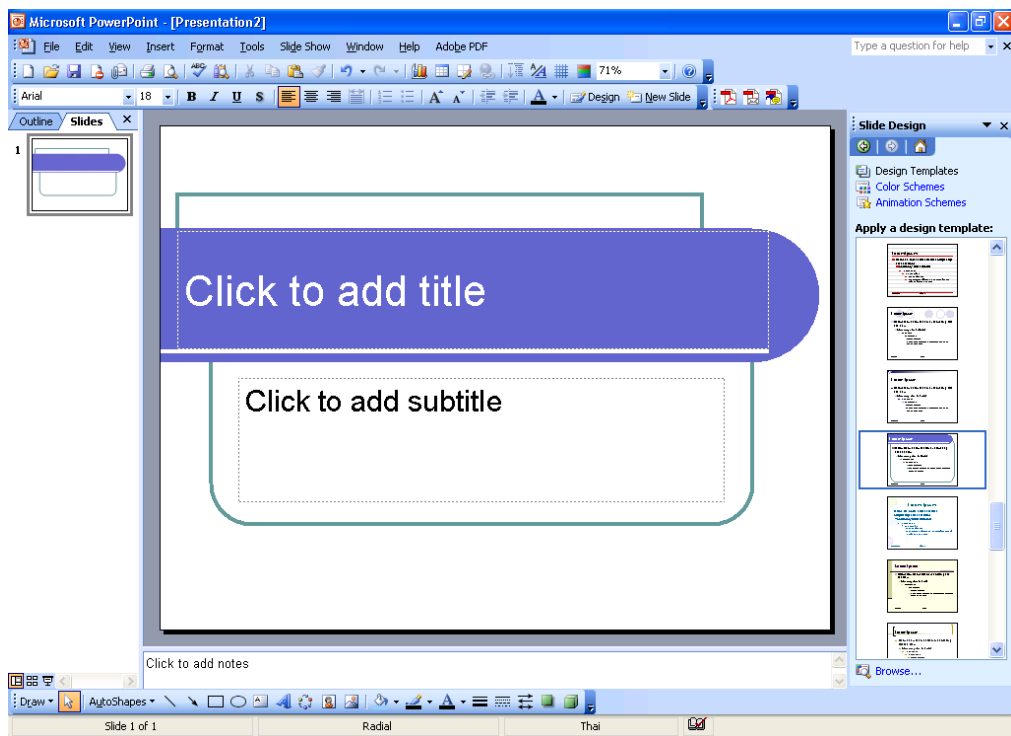 Microsoft PowerPoint - [Presentation2]
File Edit View Insert Format Tools Slide Show Window Help Adobe PDF
Type a question for help
71%
Arial 18 B I U S A A A Design New Slide
Outline Slides
1
Click to add title
Click to add subtitle
Click to add notes
Slide Design
Design Templates
Color Schemes
Animation Schemes
Apply a design template:
Browse...
Draw AutoShapes A
Slide 1 of 1 Radial Thai